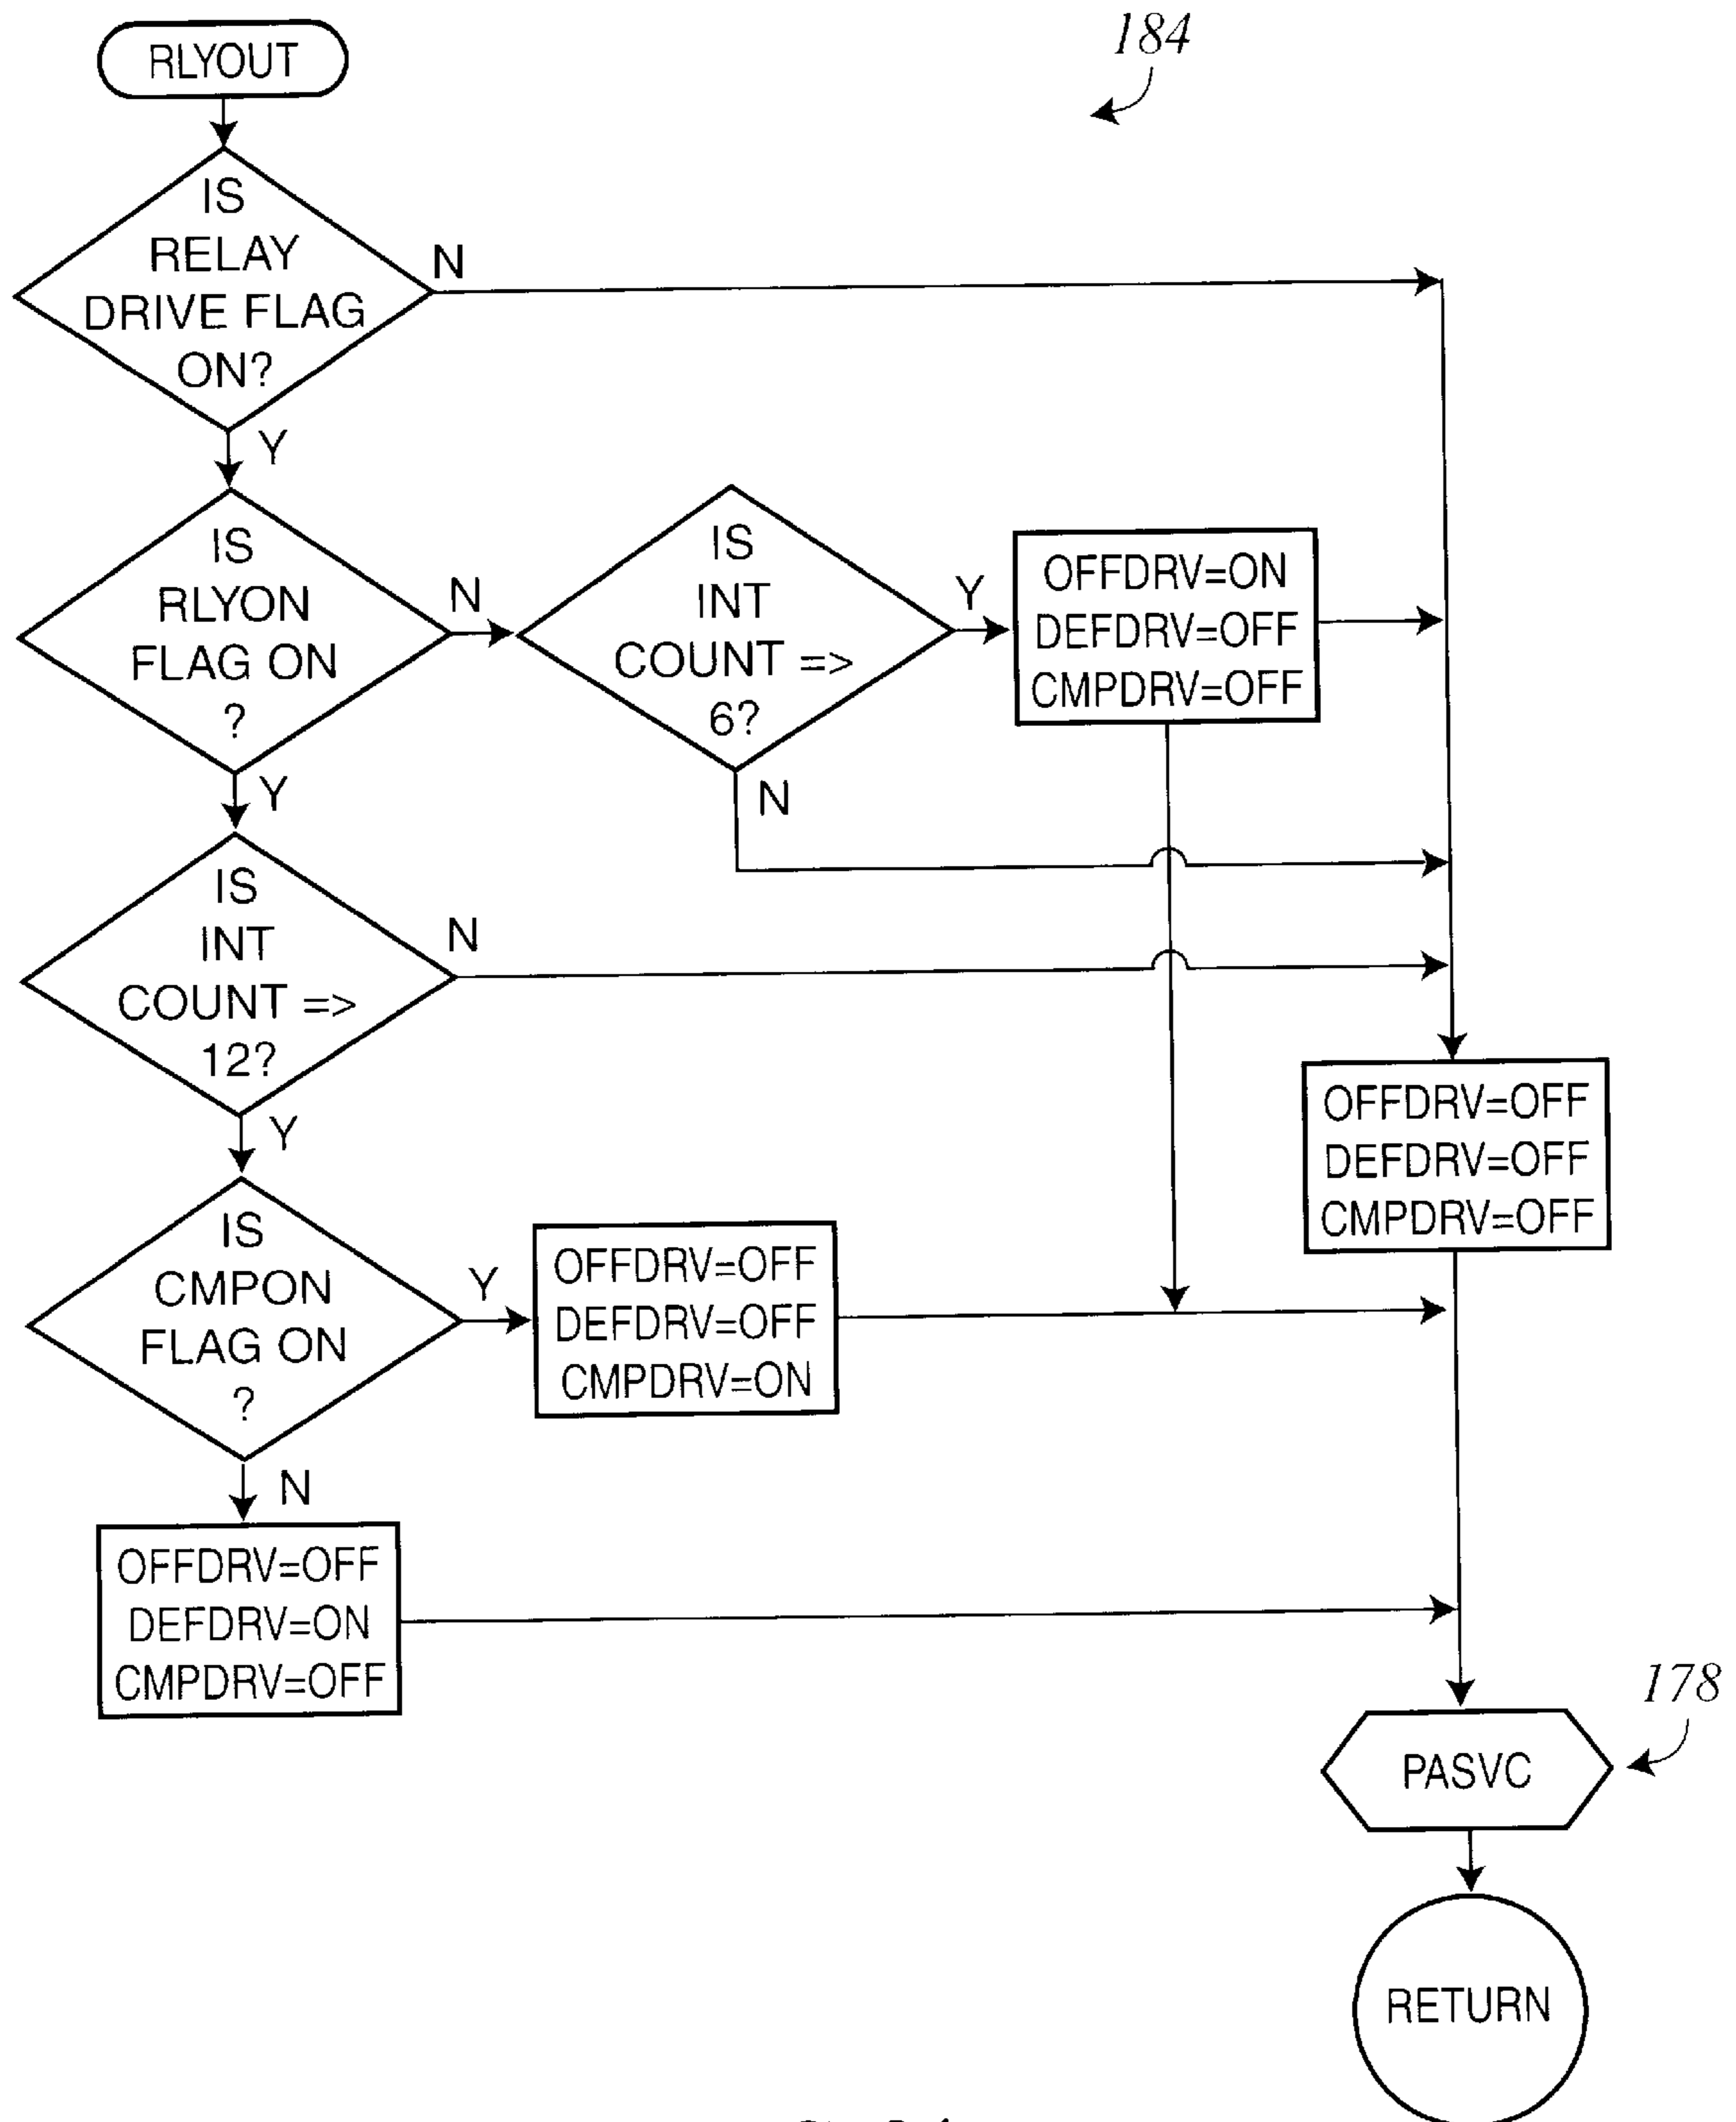 RLYOUT
184
IS
RELAY
DRIVE FLAG
ON?
N
Y
IS
RLYON
FLAG ON
?
N
IS
INT
COUNT =>
6?
Y
OFFDRV=ON
DEFDRV=OFF
CMPDRV=OFF
Y
N
IS
INT
COUNT =>
12?
N
Y
OFFDRV=OFF
DEFDRV=OFF
CMPDRV=OFF
IS
CMPON
FLAG ON
?
Y
OFFDRV=OFF
DEFDRV=OFF
CMPDRV=ON
N
OFFDRV=OFF
DEFDRV=ON
CMPDRV=OFF
178
PASVC
RETURN